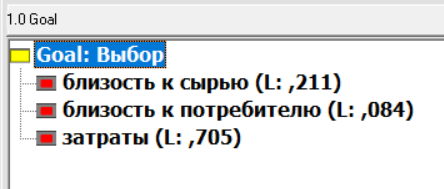 1.0 Goal
Goal: Выбор
близость к сырью (L: ,211)
близость к потребителю (L: ,084)
затраты (L: ,705)